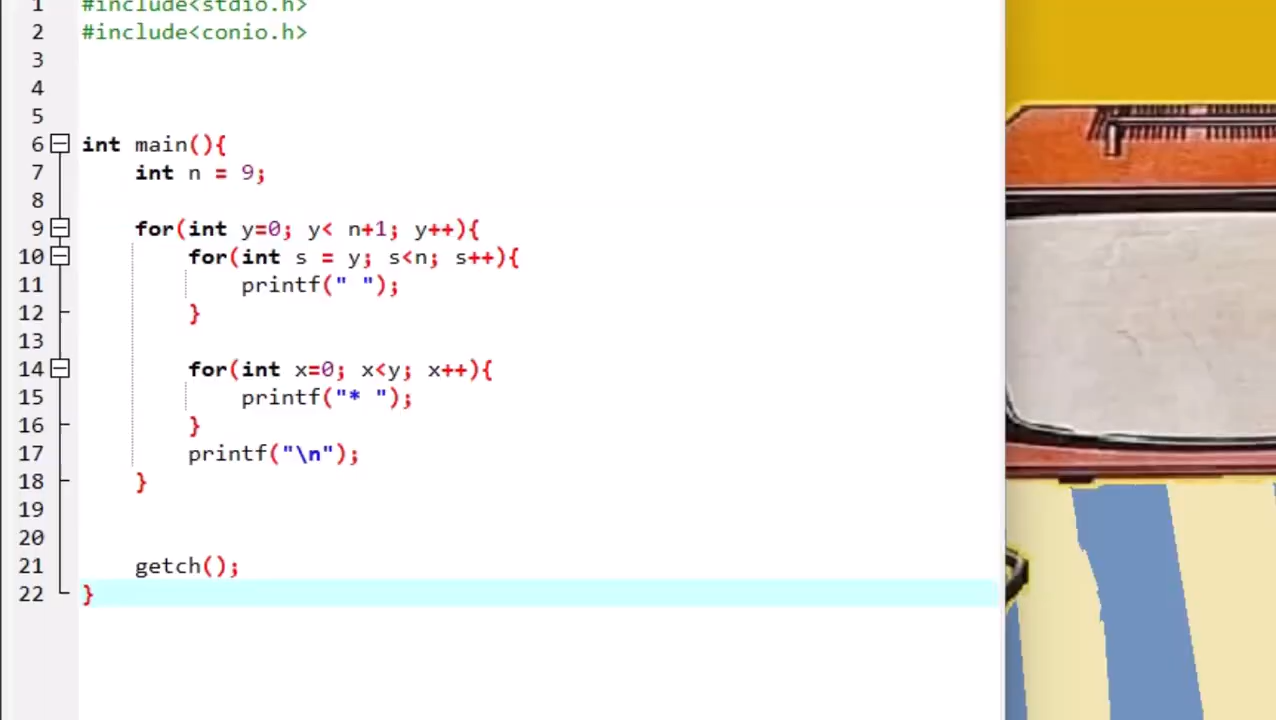 1 #include<stdio.h>
2 #include<conio.h>
3
4
5
6 int main(){
7     int n = 9;
8
9     for(int y=0; y< n+1; y++){
10         for(int s = y; s<n; s++){
11             printf(" ");
12         }
13
14         for(int x=0; x<y; x++){
15             printf("* ");
16         }
17         printf("\n");
18     }
19
20
21     getch();
22 }